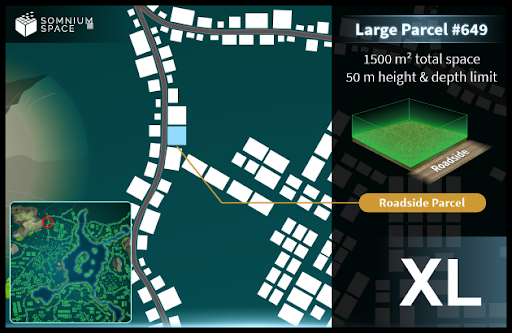 SOMNIUM
SPACE
Large Parcel #649
1500 m² total space
50 m height & depth limit
Roadside
Roadside Parcel
XL